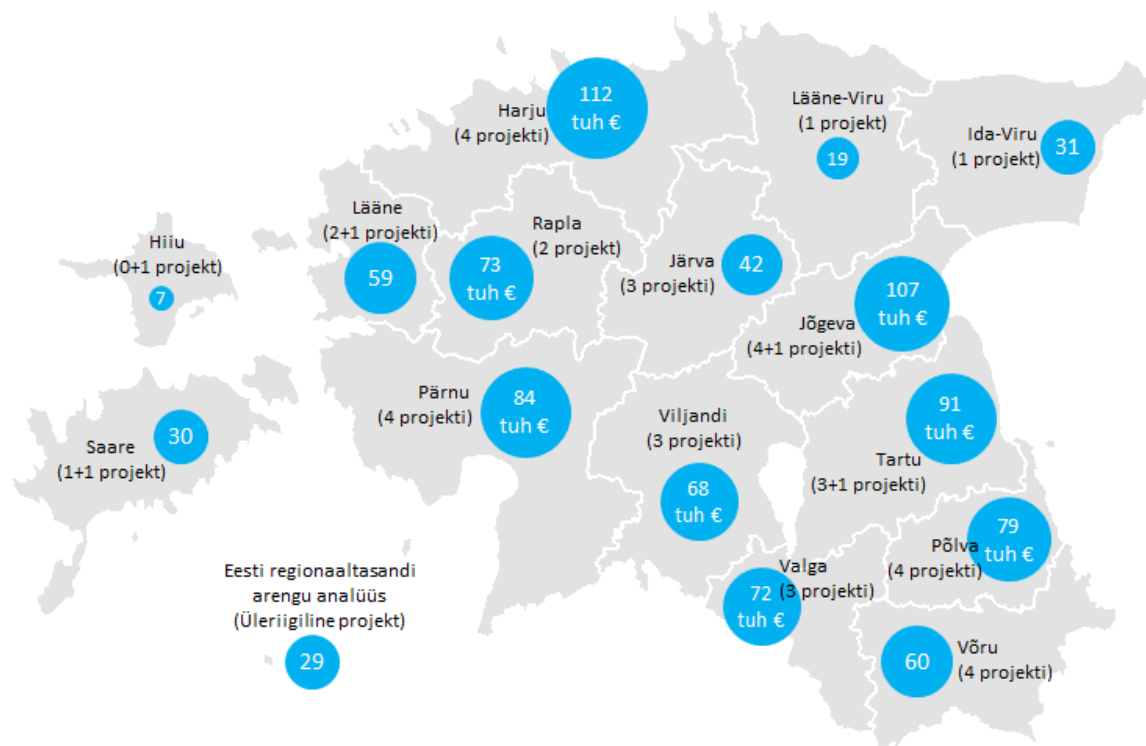 Harju
(4 projekti)
112
tuh €
Lääne-Viru
(1 projekt)
19
Ida-Viru
(1 projekt)
31
Lääne
(2+1 projekti)
59
Rapla
(2 projekt)
73
tuh €
Hiiu
(0+1 projekt)
7
Järva
(3 projekti)
42
107
tuh €
Jõgeva
(4+1 projekti)
Pärnu
(4 projekti)
84
tuh €
Saare
(1+1 projekt)
30
Viljandi
(3 projekti)
68
tuh €
91
tuh €
Tartu
(3+1 projekti)
79
tuh €
Põlva
(4 projekti)
Valga
(3 projekti)
72
tuh €
Eesti regionaaltasandi
arengu analüüs
(Üleriigiline projekt)
29
60
Võru
(4 projekti)